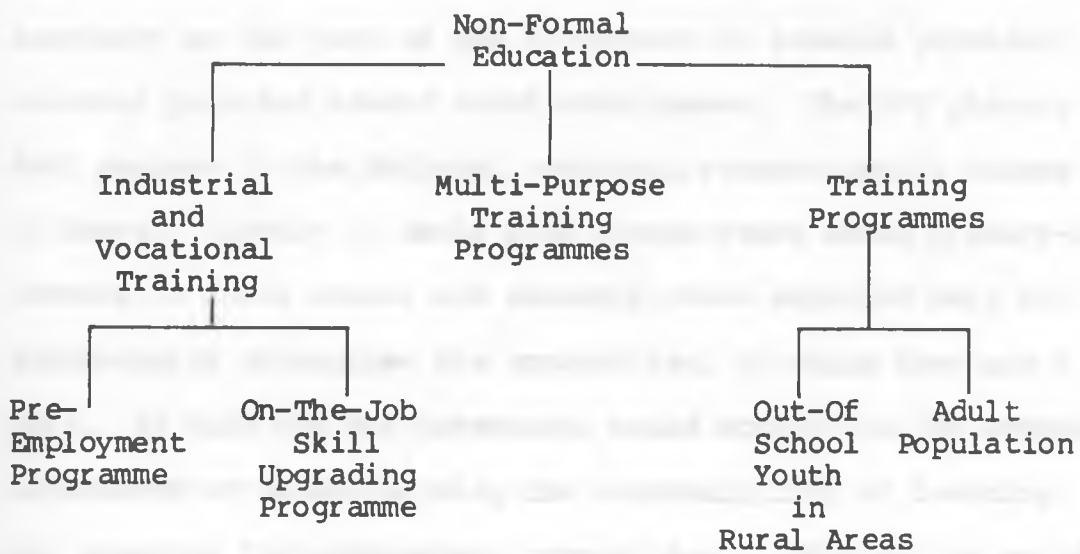 Non-Formal
Education
Industrial
and
Vocational
Training
Multi-Purpose
Training
Programmes
Training
Programmes
Pre-
Employment
Programme
On-The-Job
Skill
Upgrading
Programme
Out-Of
School
Youth
in
Rural Areas
Adult
Population